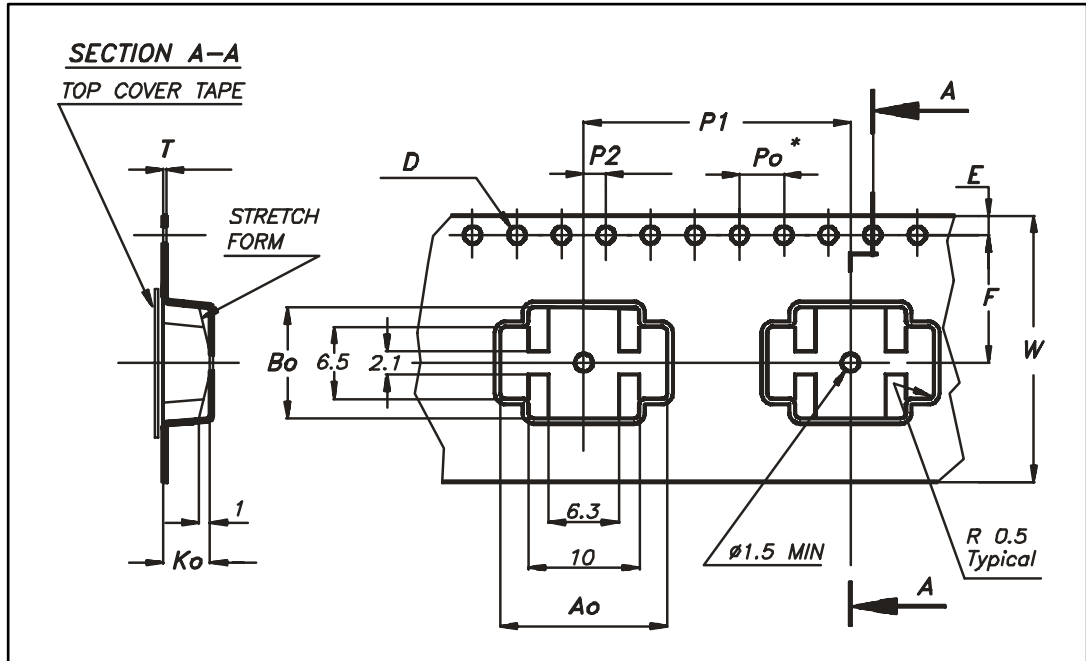 SECTION A-A
TOP COVER TAPE
A
P1
T
P2
Po*
D
E
STRETCH
FORM
F
Bo
6.5
2.1
W
1
6.3
Ko
10
ø1.5 MIN
R 0.5
Typical
Ao
A